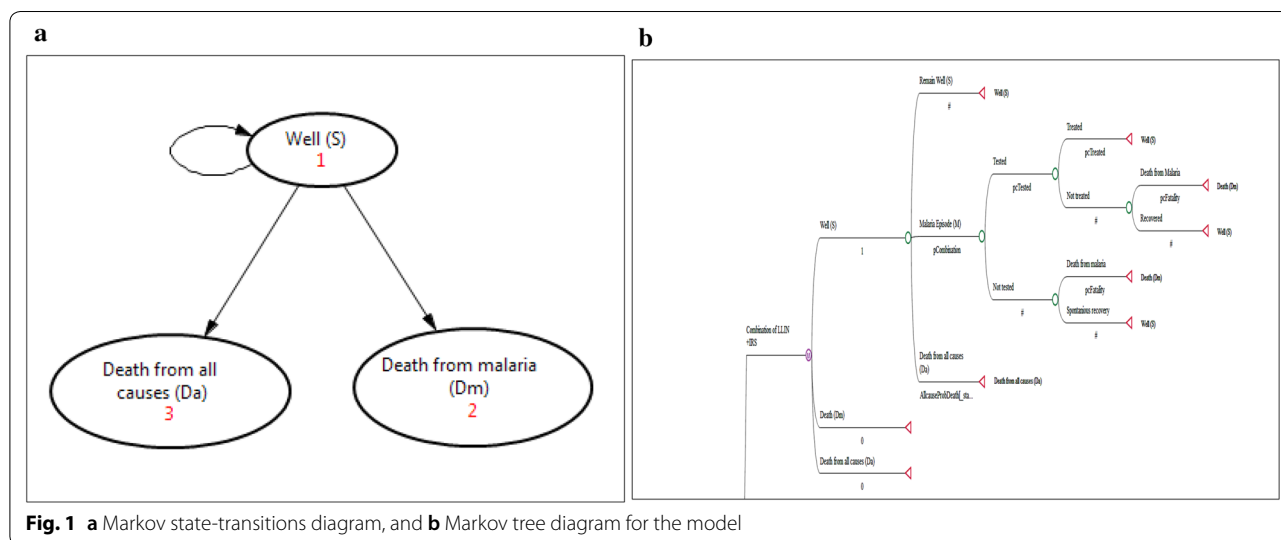 a
Well (S)
1
Death from all
causes (Da)
3
Death from malaria
(Dm)
2
b
Remain Well (S)
#
Well (S)
Treated
pcTreated
Well (S)
Tested
pcTested
Death from Malaria
pcFatality
Death (Dm)
Not treated
#
Recovered
#
Well (S)
Well (S)
1
Malaria Episode (M)
pCombination
Death from malaria
pcFatality
Death (Dm)
Not tested
#
Spontanious recovery
#
Well (S)
Combination of LLIN
+IRS
M
Death from all causes
(Da)
AllcauseProbDeath[_sta...
Death from all causes (Da)
Death (Dm)
0
Death from all causes (Da)
0
Fig. 1 a Markov state-transitions diagram, and b Markov tree diagram for the model